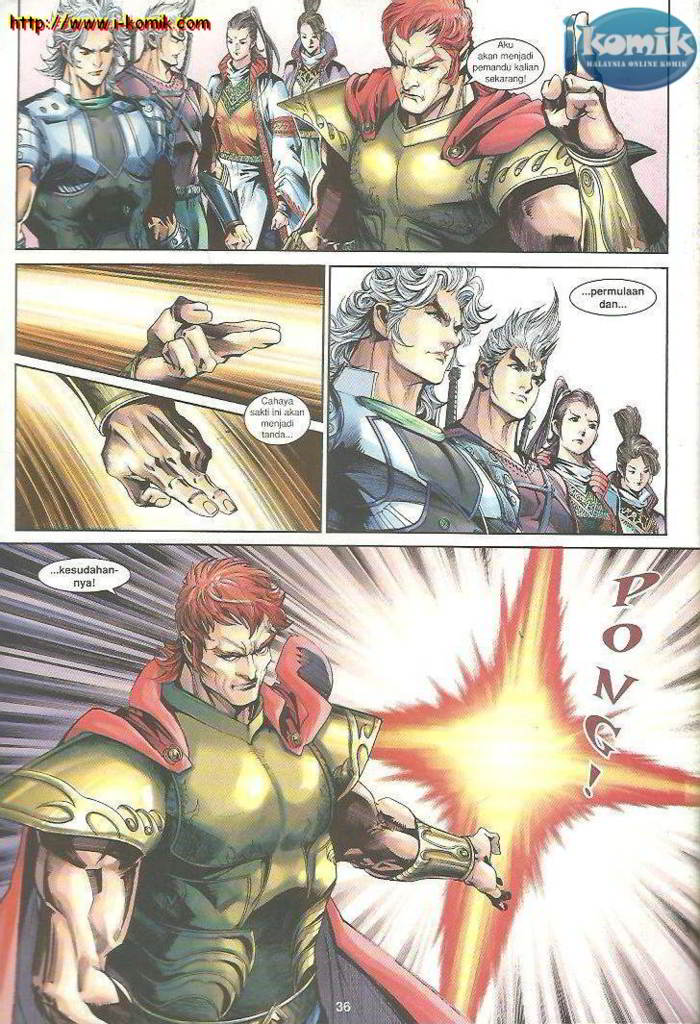 http://www.i-komik.com
ikomik
MALAYSIA ONLINE KOMIK
Aku
akan menjadi
pemandu kalian
sekarang!
Cahaya
sakti ini akan
menjadi
tanda...
...permulaan
dan...
...kesudahan-
nya!
PONG!
36